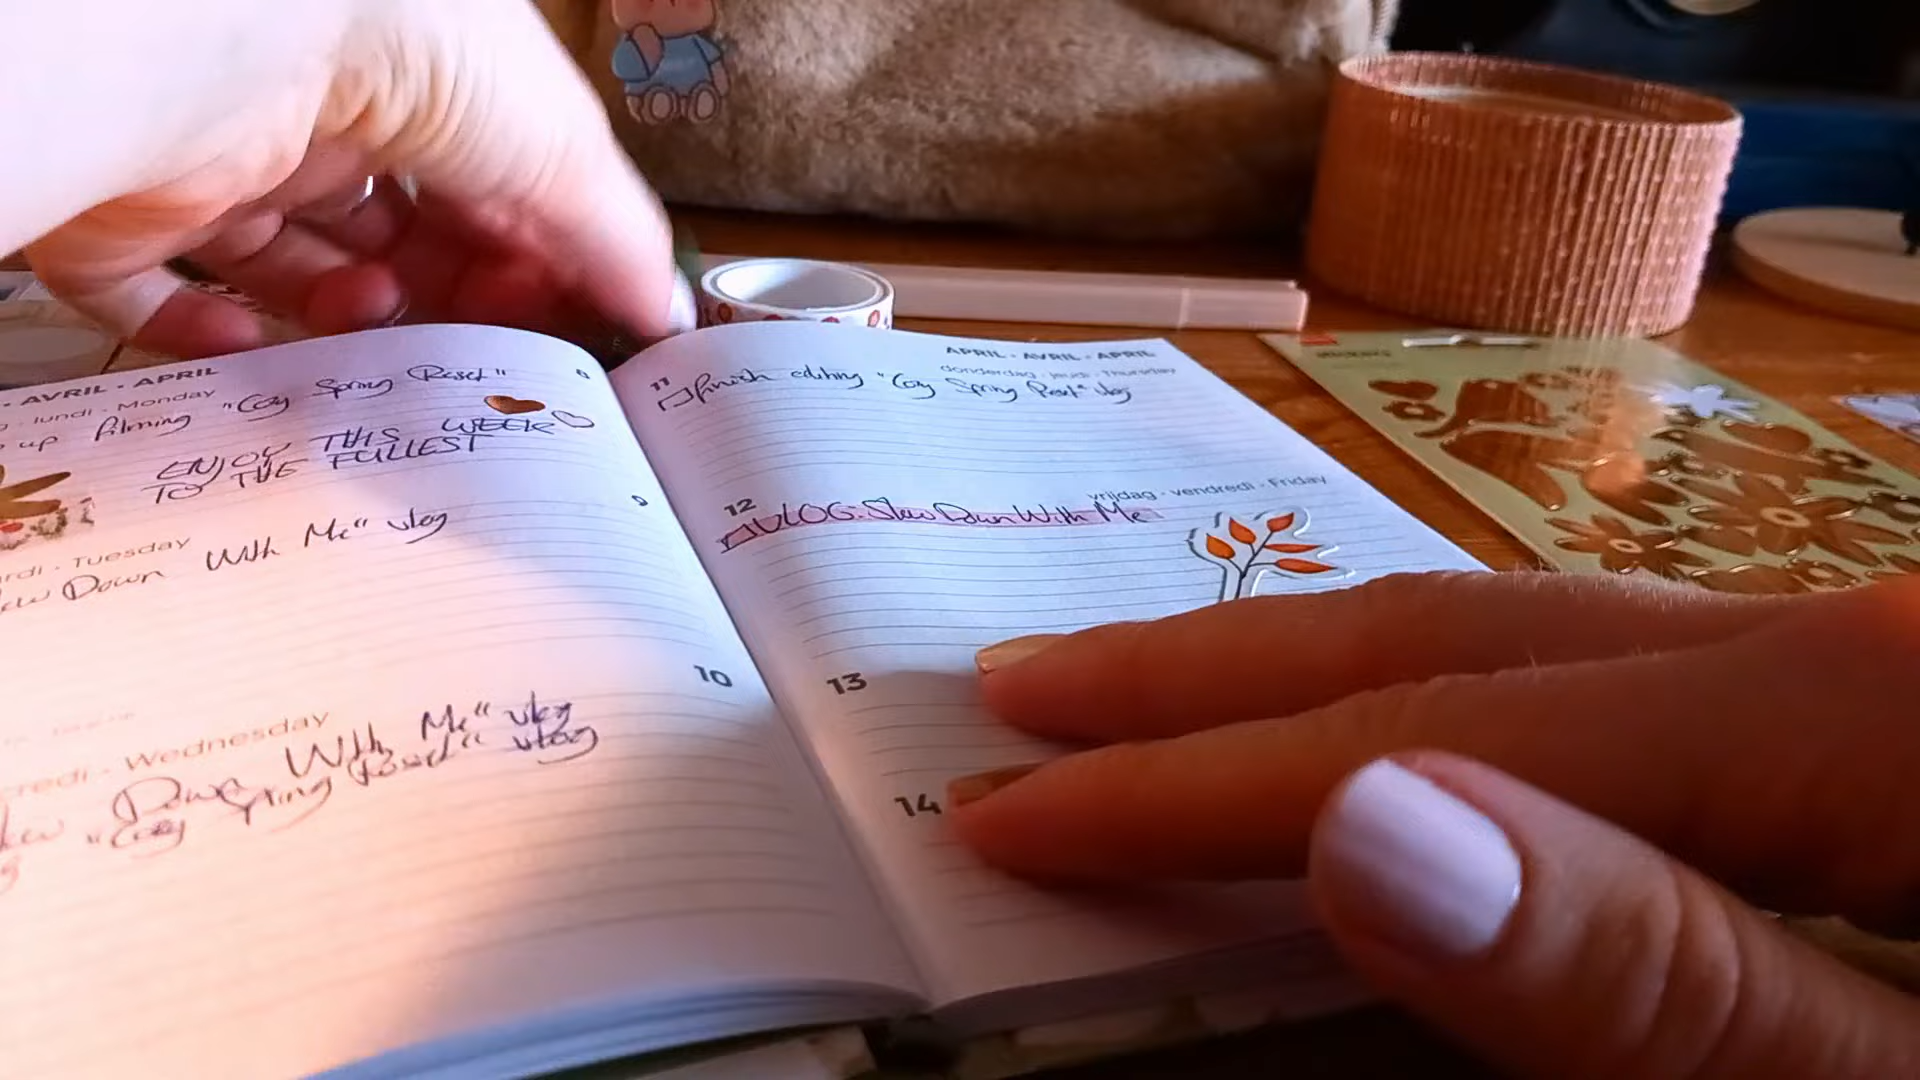 · AVRIL · APRIL
lundi · Monday
8
up filming "Cozy Spring Reset"
ENJOY THIS WEEK
TO THE FULLEST
9
Tuesday
Down With Me" vlog
10
Wednesday
Down With Me" vlog
"Cozy Spring Reset" vlog
APRIL · AVRIL · APRIL
donderdag · jeudi · Thursday
11
Finish editing "Cozy Spring Reset" vlog
vrijdag · vendredi · Friday
12
VLOG: Slow Down With Me
13
14